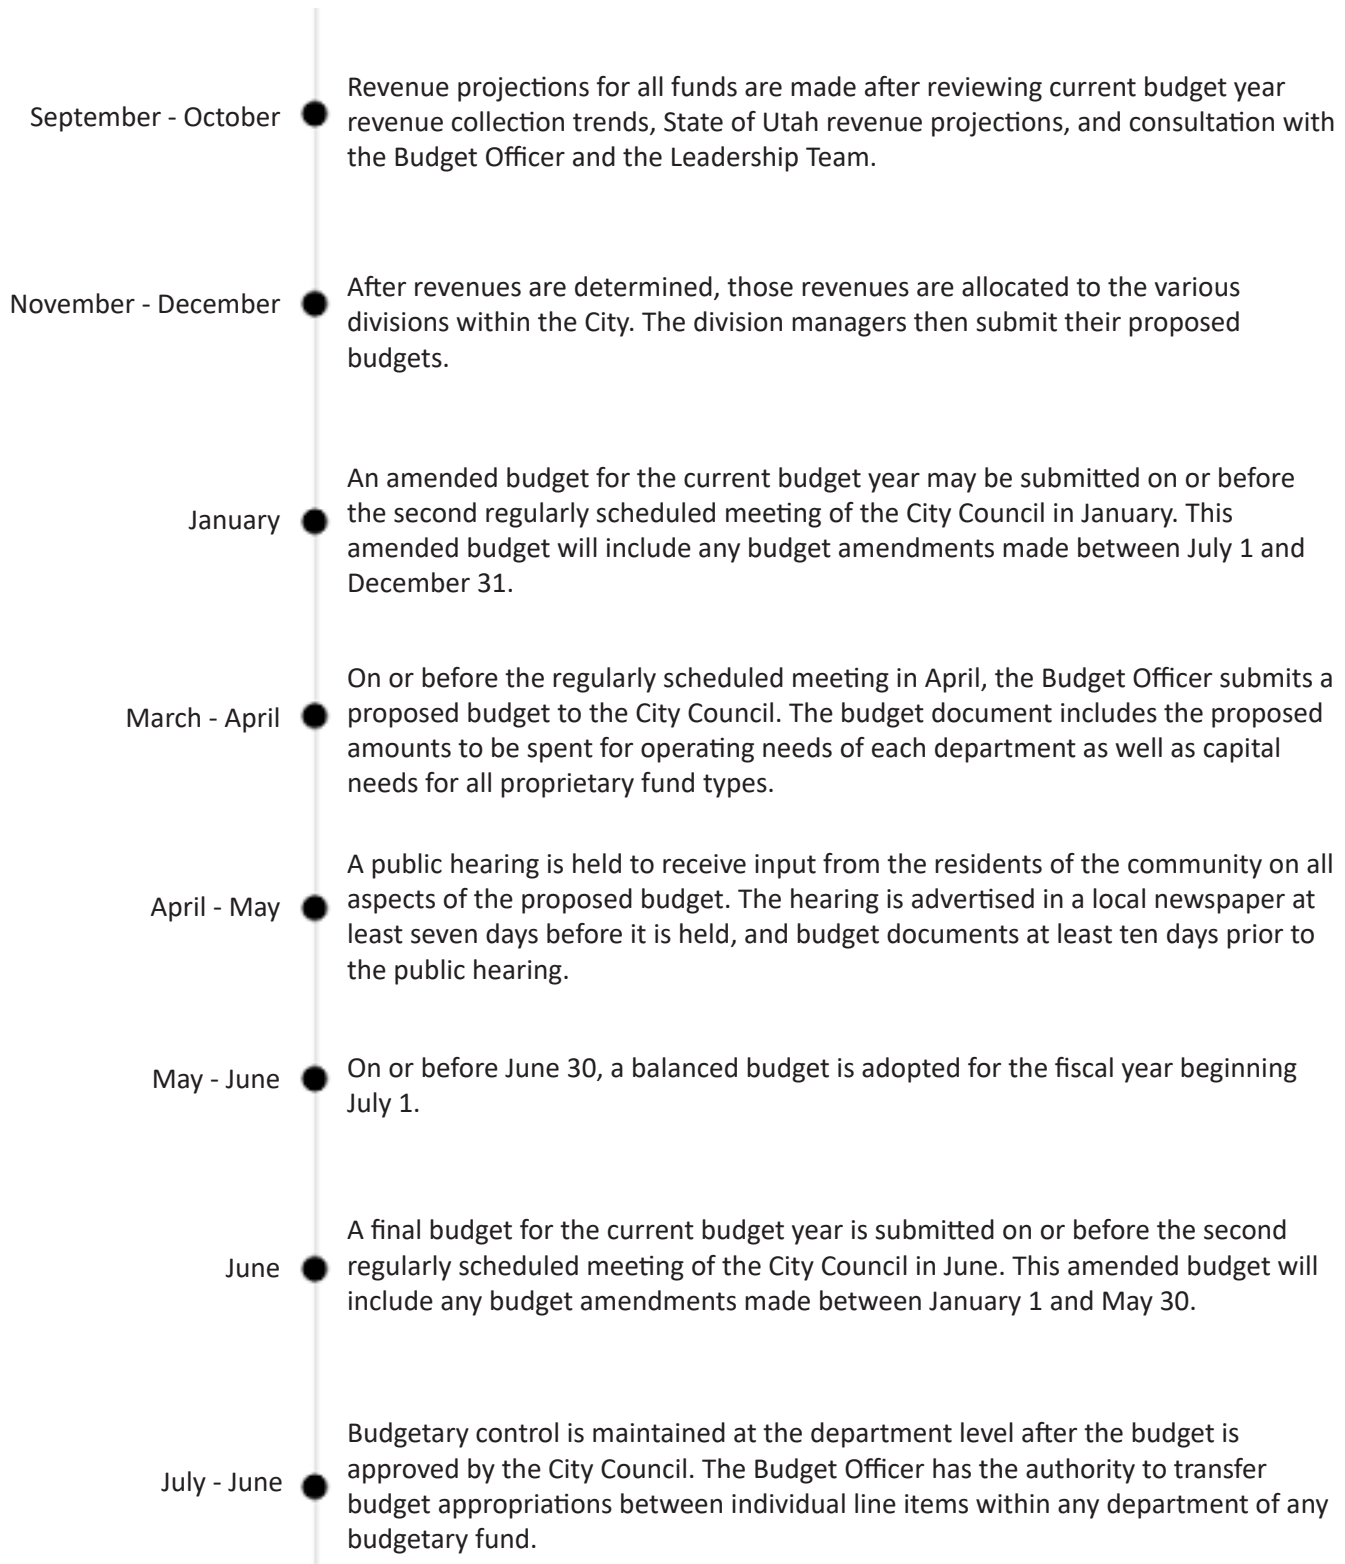 September - October
Revenue projections for all funds are made after reviewing current budget year
revenue collection trends, State of Utah revenue projections, and consultation with
the Budget Officer and the Leadership Team.
November - December
After revenues are determined, those revenues are allocated to the various
divisions within the City. The division managers then submit their proposed
budgets.
January
An amended budget for the current budget year may be submitted on or before
the second regularly scheduled meeting of the City Council in January. This
amended budget will include any budget amendments made between July 1 and
December 31.
March - April
On or before the regularly scheduled meeting in April, the Budget Officer submits a
proposed budget to the City Council. The budget document includes the proposed
amounts to be spent for operating needs of each department as well as capital
needs for all proprietary fund types.
April - May
A public hearing is held to receive input from the residents of the community on all
aspects of the proposed budget. The hearing is advertised in a local newspaper at
least seven days before it is held, and budget documents at least ten days prior to
the public hearing.
May - June
On or before June 30, a balanced budget is adopted for the fiscal year beginning
July 1.
June
A final budget for the current budget year is submitted on or before the second
regularly scheduled meeting of the City Council in June. This amended budget will
include any budget amendments made between January 1 and May 30.
July - June
Budgetary control is maintained at the department level after the budget is
approved by the City Council. The Budget Officer has the authority to transfer
budget appropriations between individual line items within any department of any
budgetary fund.